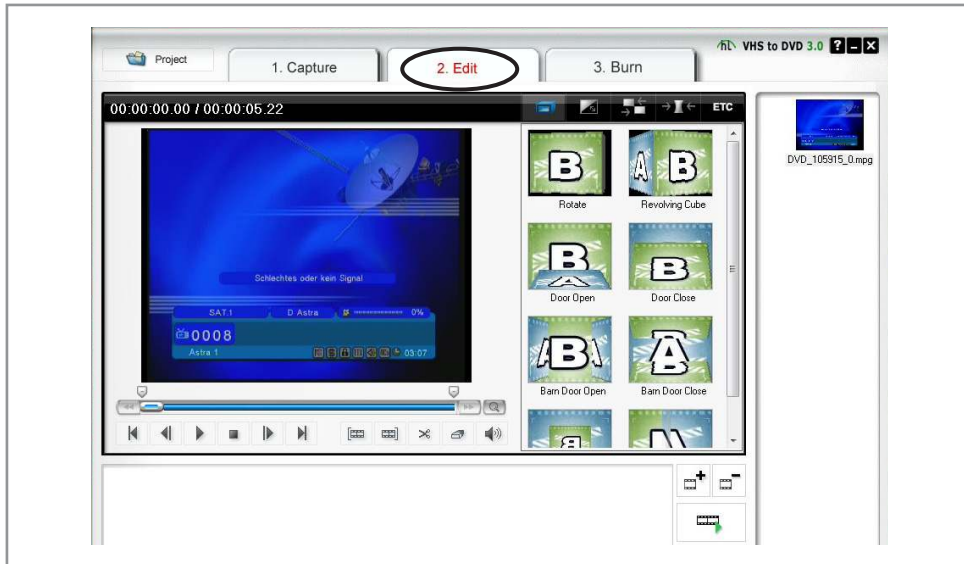 Project
1. Capture
2. Edit
3. Burn
VHS to DVD 3.0
00:00:00.00 / 00:00:05.22
ETC
Schlechtes oder kein Signal
SAT.1 D Astra 0%
0008
Astra 1 03:07
B
A B
Rotate
Revolving Cube
B
A
B
Door Open
Door Close
A B A
A
B
Barn Door Open
Barn Door Close
DVD_105915_0.mpg